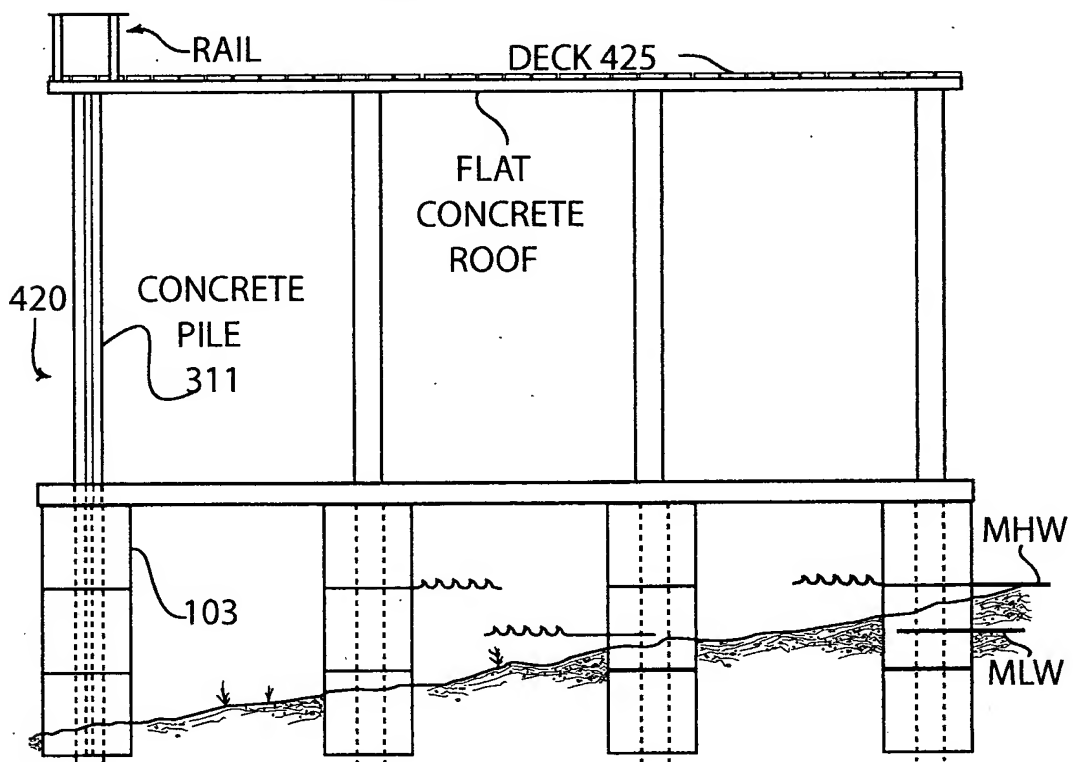 RAIL
DECK 425
FLAT
CONCRETE
ROOF
420
CONCRETE
PILE
311
MHW
103
MLW